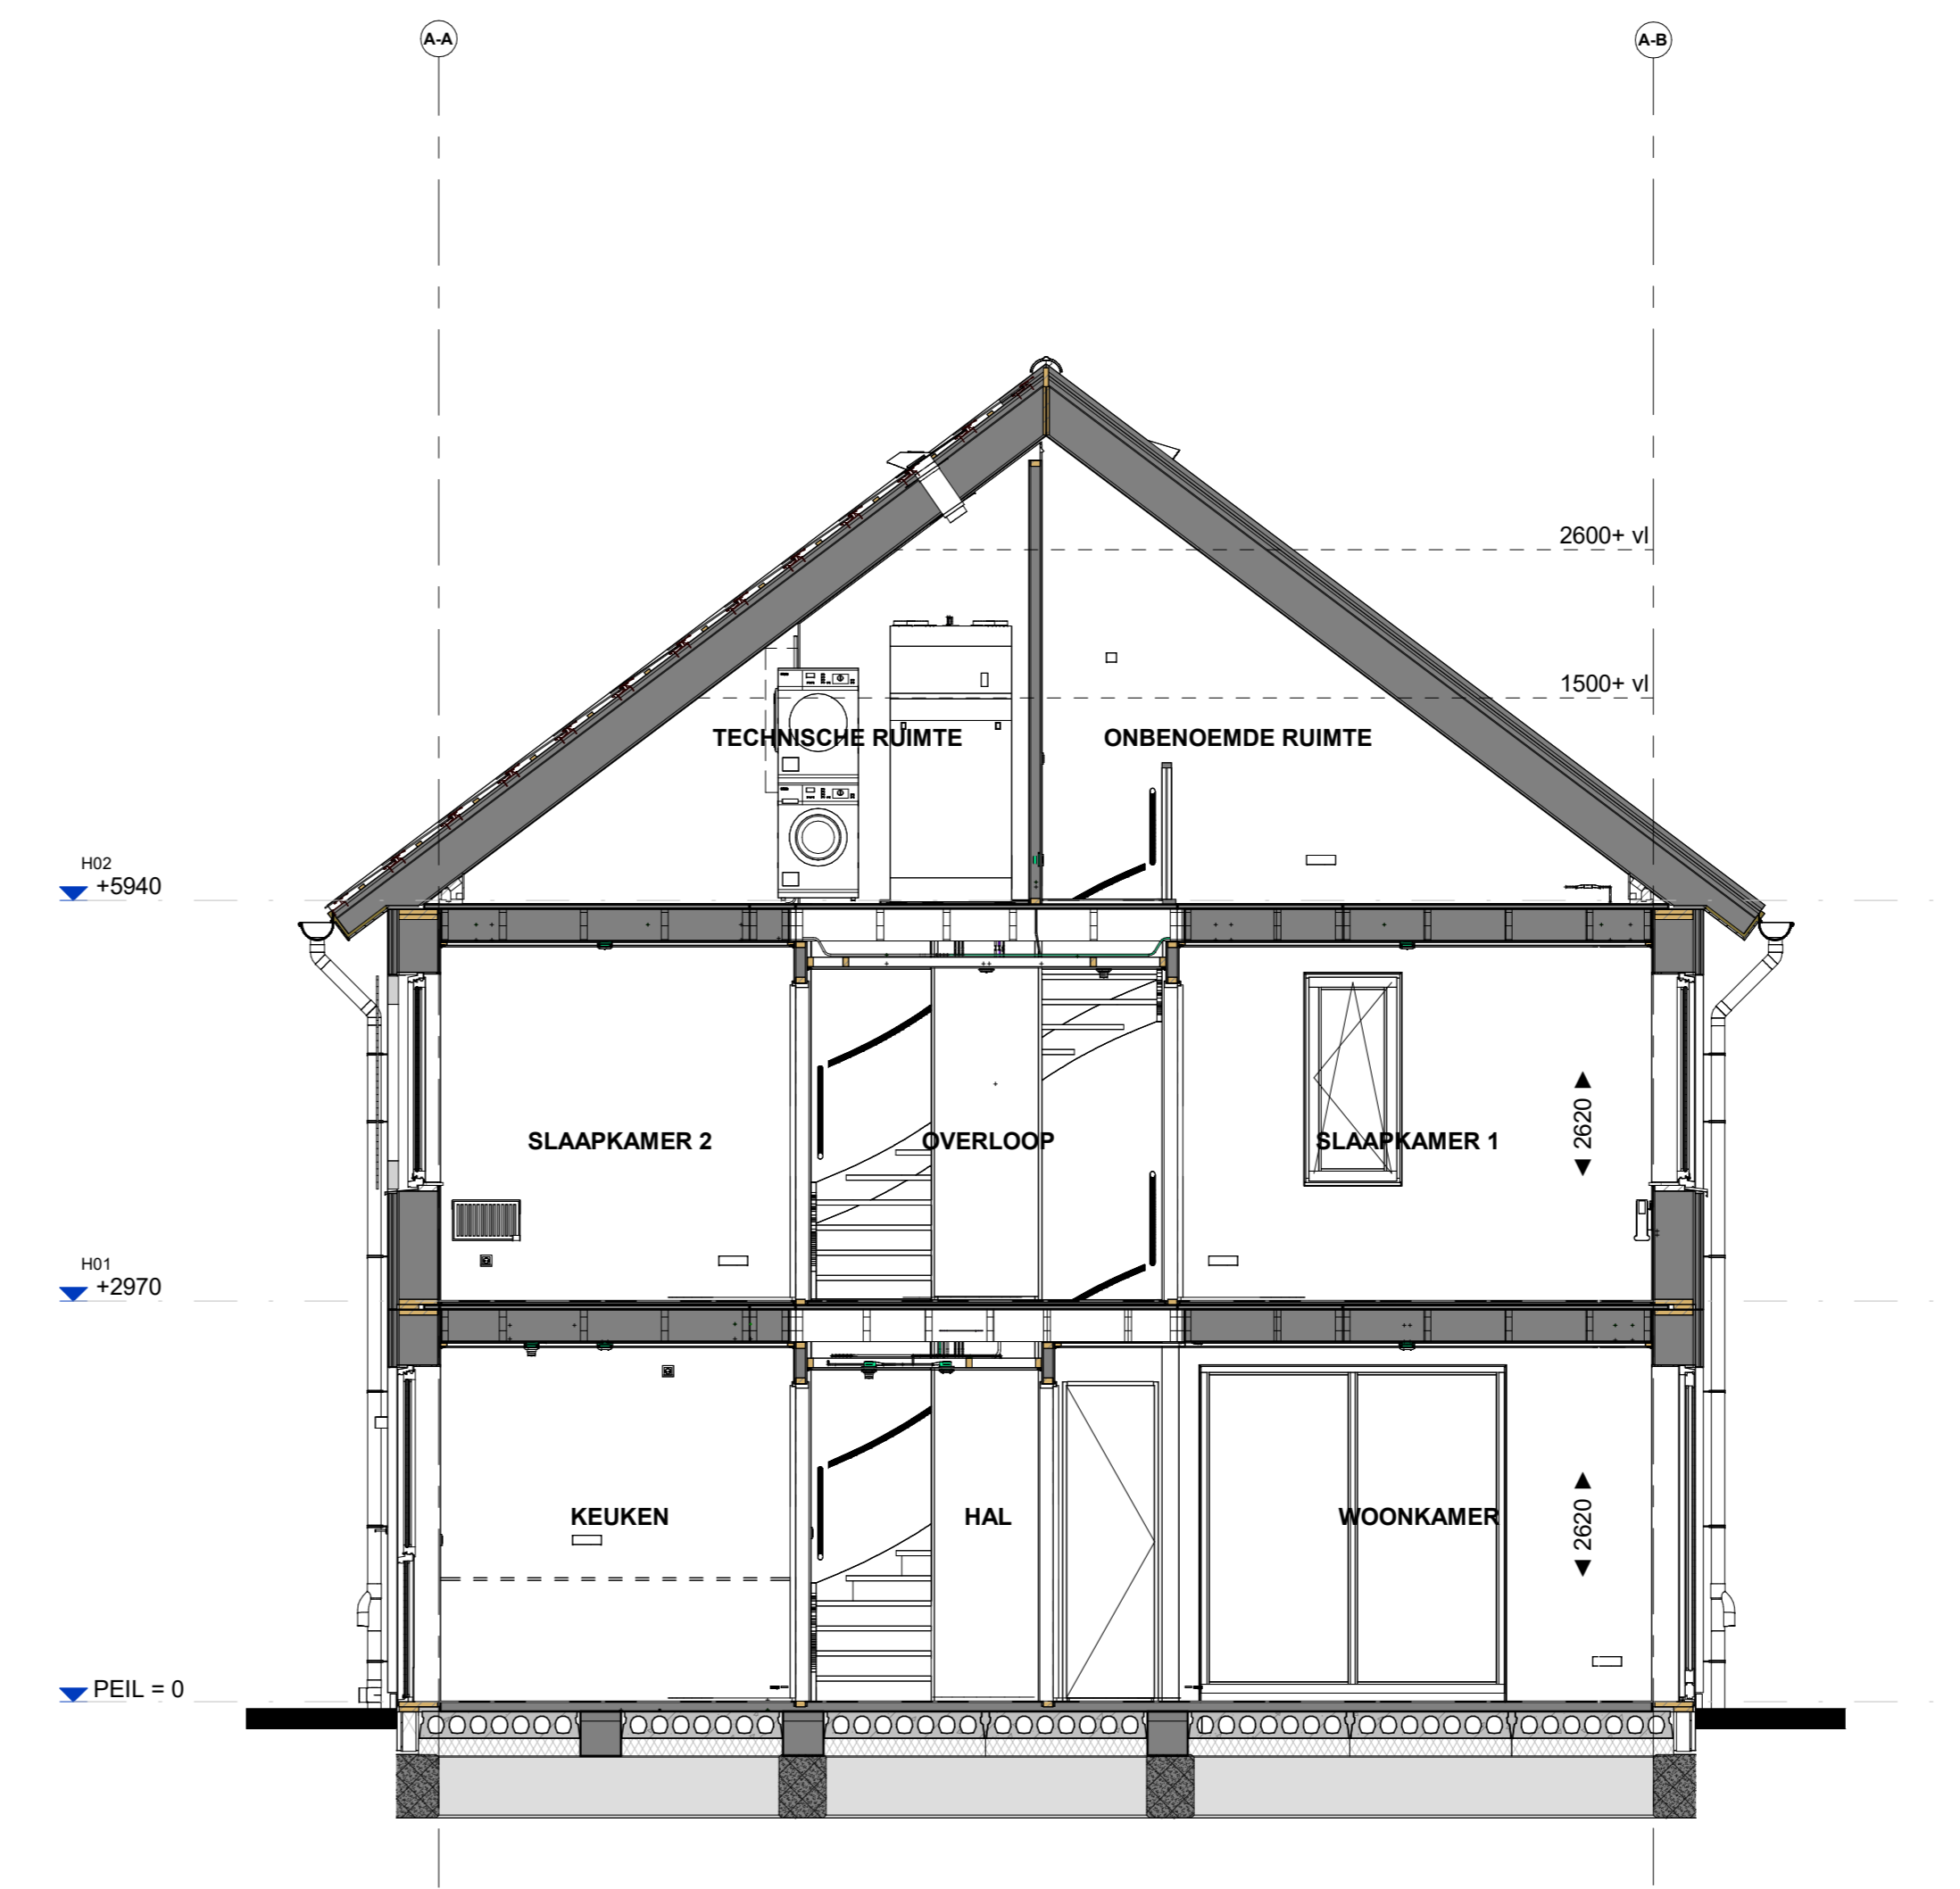 A-A
A-B
2600+ vl
1500+ vl
TECHNISCHE RUIMTE
ONBENOEMDE RUIMTE
H02
+5940
SLAAPKAMER 2
OVERLOOP
SLAAPKAMER 1
◄ 2620 ►
H01
+2970
KEUKEN
HAL
WOONKAMER
◄ 2620 ►
PEIL = 0